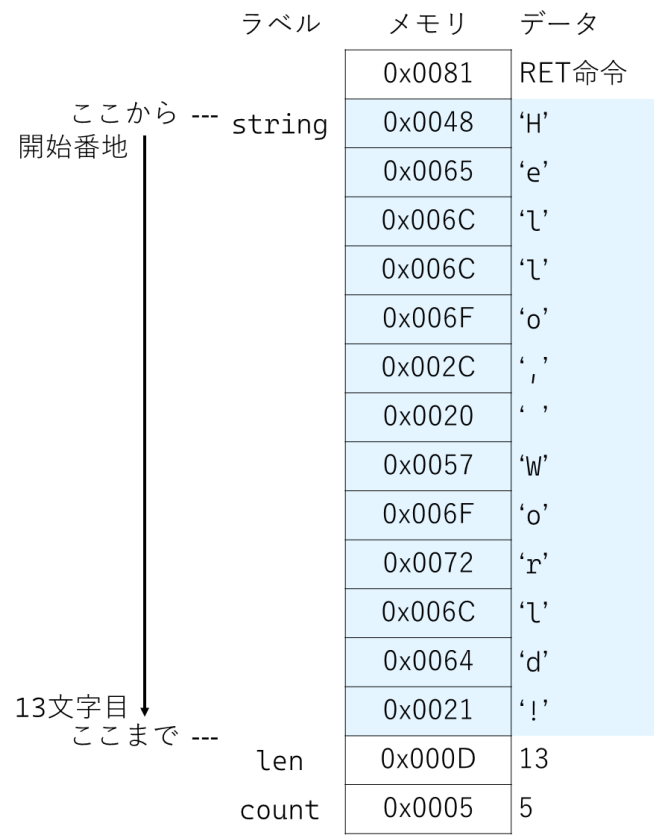 ラベル メモリ データ
0x0081 RET命令
ここから --- string 0x0048 ‘H’
開始番地
0x0065 ‘e’
0x006C ‘l’
0x006C ‘l’
0x006F ‘o’
0x002C ‘,’
0x0020 ‘ ’
0x0057 ‘W’
0x006F ‘o’
0x0072 ‘r’
0x006C ‘l’
0x0064 ‘d’
13文字目 0x0021 ‘!’
ここまで ---
len 0x000D 13
count 0x0005 5